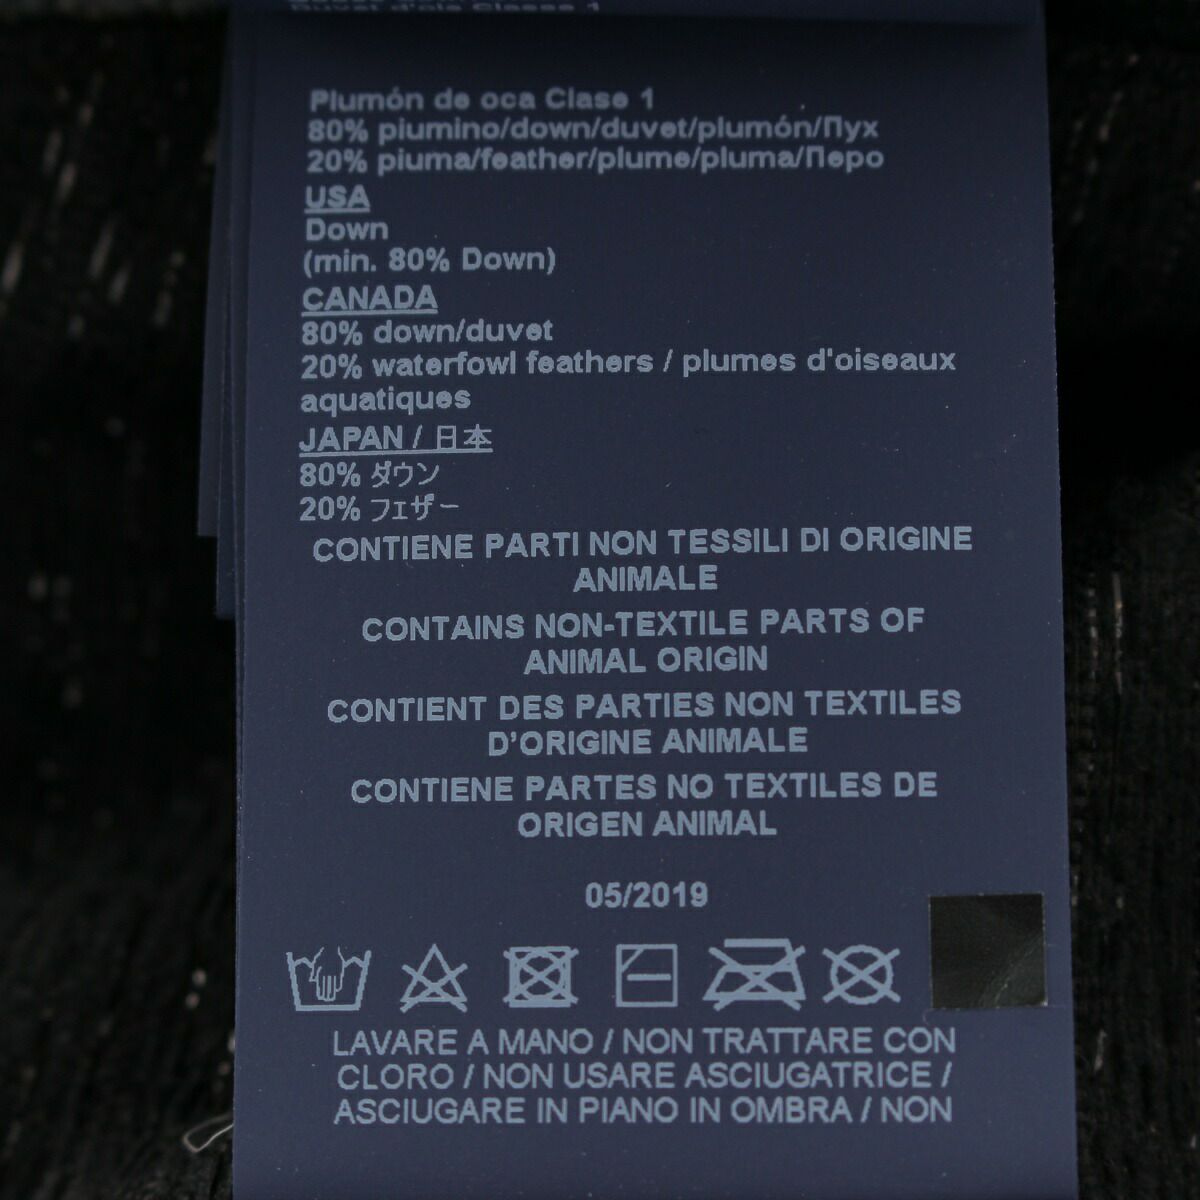 Duvet d'oie Classe 1
Plumón de oca Clase 1
80% piumino/down/duvet/plumón/Пух
20% piuma/feather/plume/pluma/Перо
USA
Down
(min. 80% Down)
CANADA
80% down/duvet
20% waterfowl feathers / plumes d'oiseaux
aquatiques
JAPAN / 日本
80% ダウン
20% フェザー
CONTIENE PARTI NON TESSILI DI ORIGINE
ANIMALE
CONTAINS NON-TEXTILE PARTS OF
ANIMAL ORIGIN
CONTIENT DES PARTIES NON TEXTILES
D'ORIGINE ANIMALE
CONTIENE PARTES NO TEXTILES DE
ORIGEN ANIMAL
05/2019
LAVARE A MANO / NON TRATTARE CON
CLORO / NON USARE ASCIUGATRICE /
ASCIUGARE IN PIANO IN OMBRA / NON